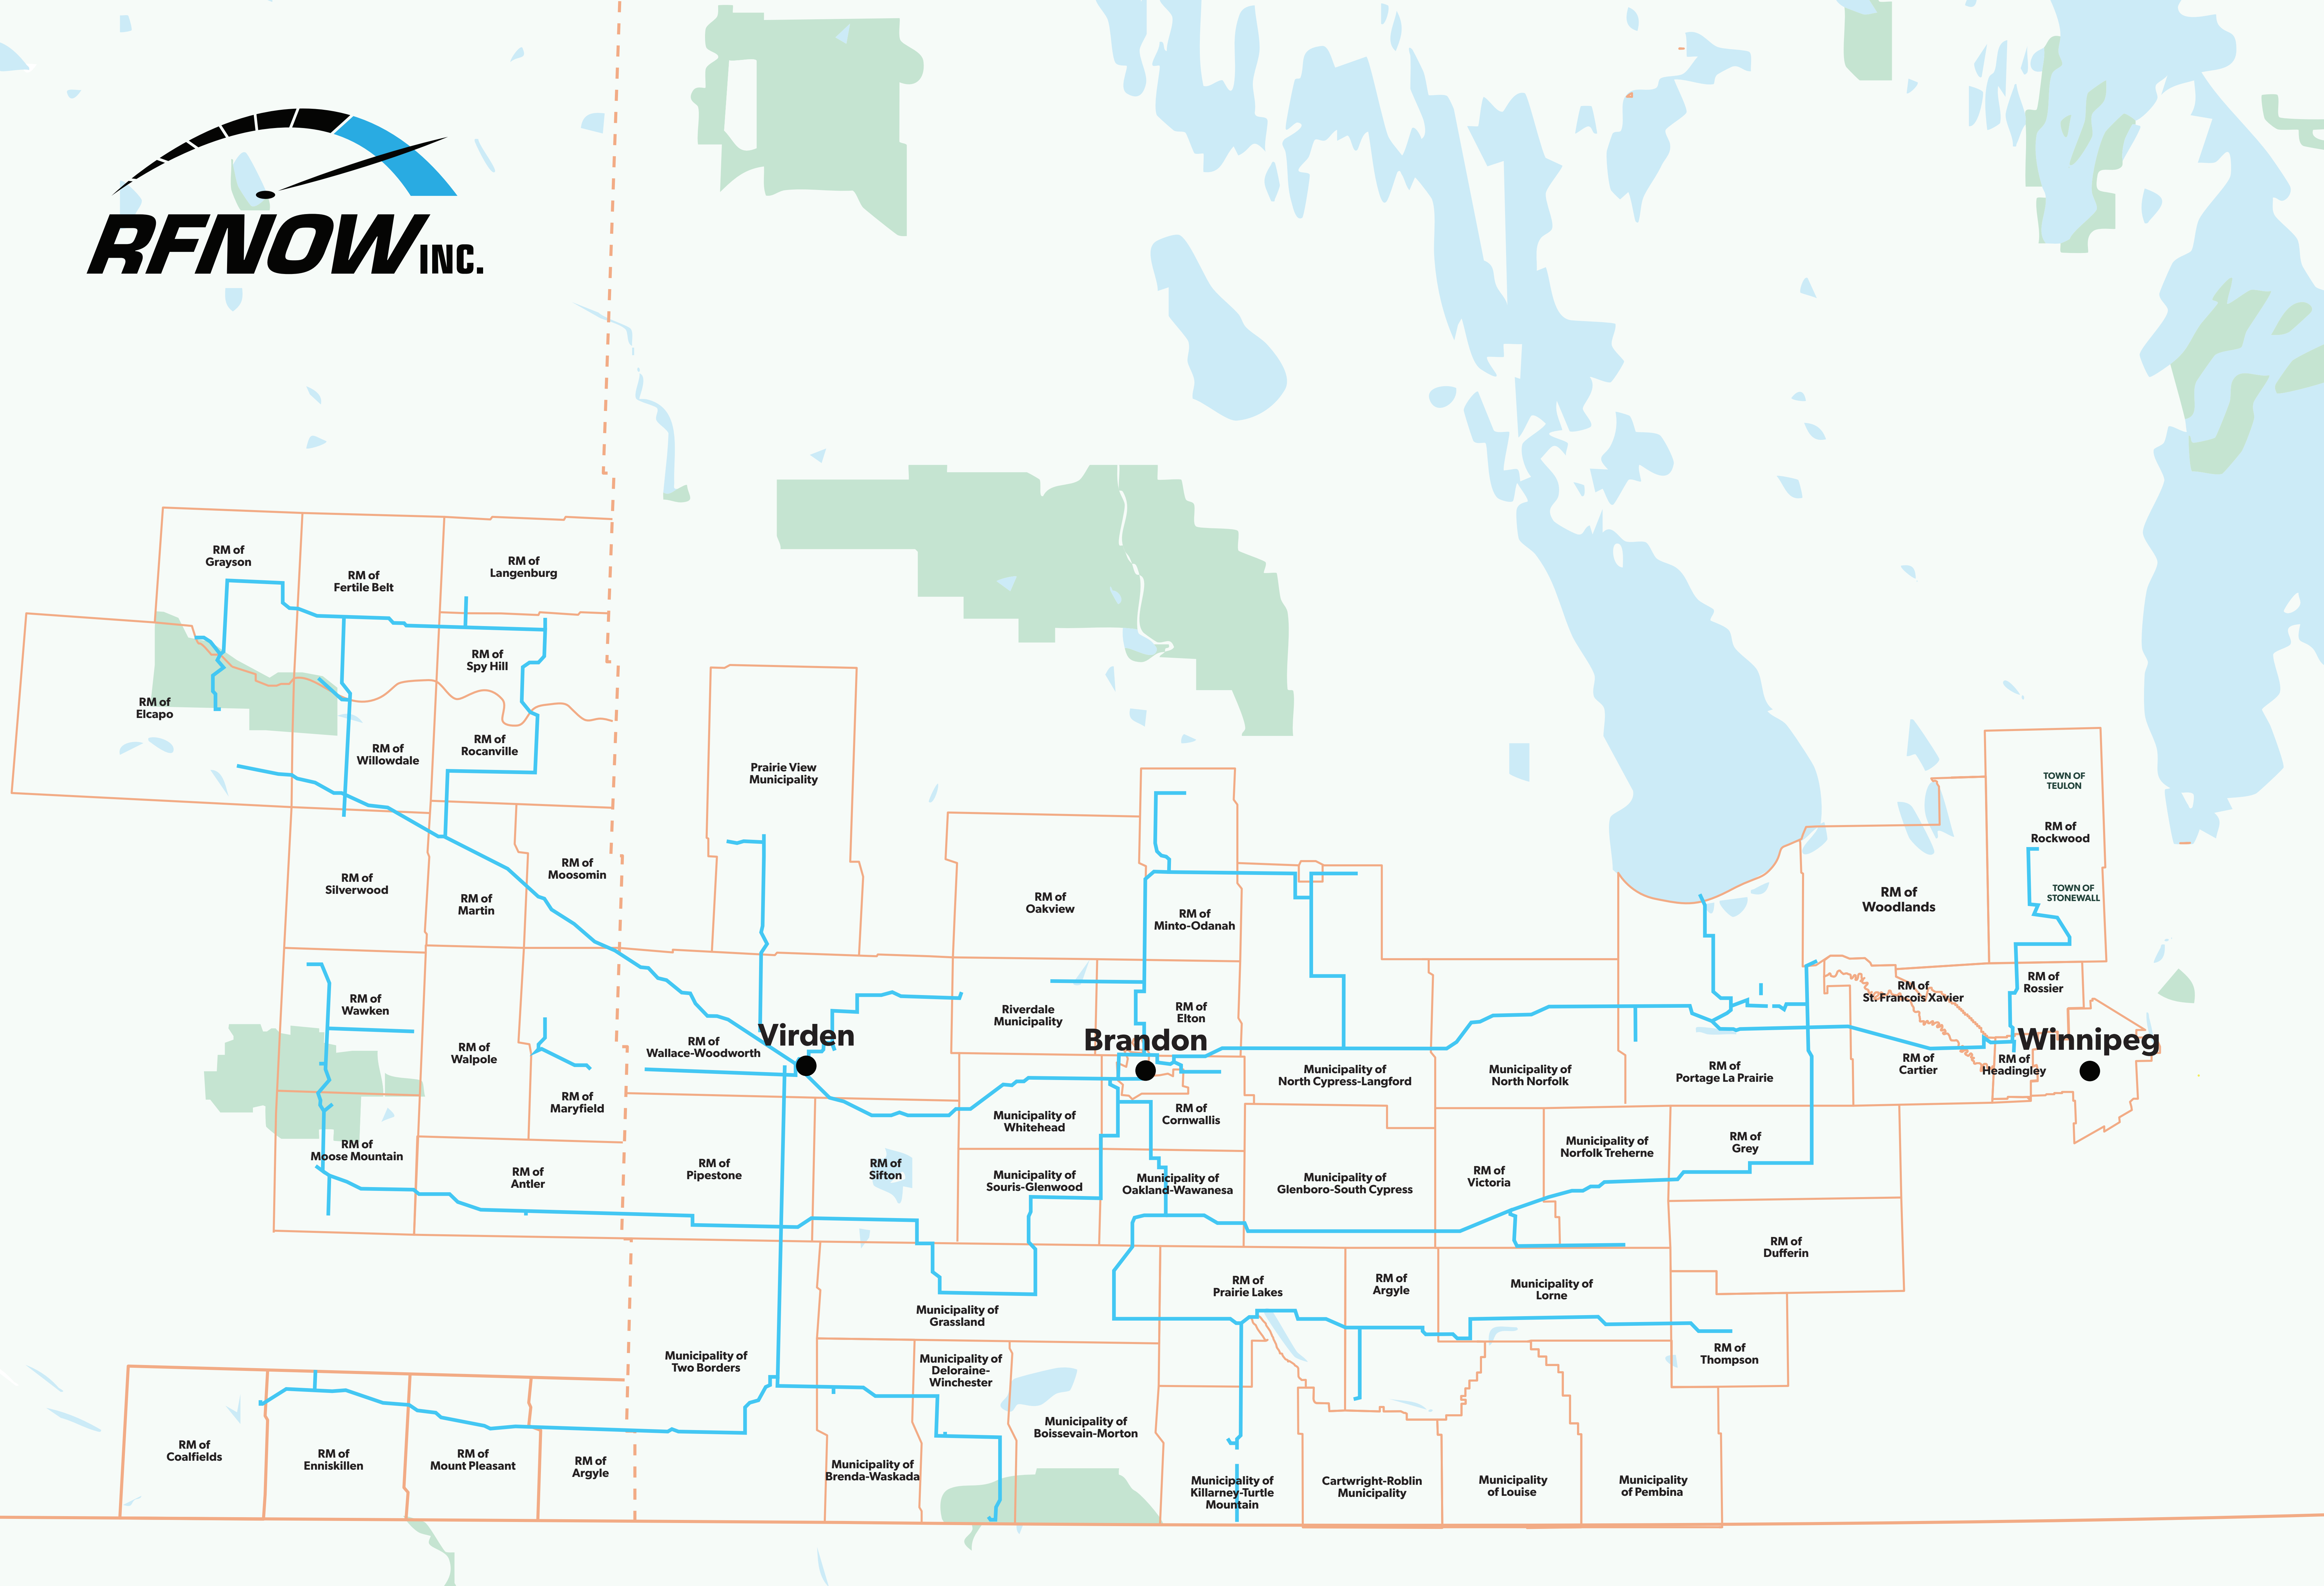 RFNOW INC.
RM of
Grayson
RM of
Fertile Belt
RM of
Langenburg
RM of
Spy Hill
RM of
Elcapo
RM of
Willowdale
RM of
Rocanville
Prairie View
Municipality
TOWN OF
TEULON
RM of
Rockwood
TOWN OF
STONEWALL
RM of
Silverwood
RM of
Martin
RM of
Moosomin
RM of
Oakview
RM of
Minto-Odanah
RM of
Woodlands
RM of
Wawken
RM of
Walpole
RM of
Maryfield
RM of
Wallace-Woodworth
Virden
Riverdale
Municipality
RM of
Elton
Brandon
RM of
St. Francois Xavier
RM of
Rossier
Winnipeg
RM of
Headingley
RM of
Cartier
RM of
Portage La Prairie
Municipality of
North Norfolk
Municipality of
North Cypress-Langford
RM of
Cornwallis
Municipality of
Whitehead
RM of
Moose Mountain
RM of
Antler
RM of
Pipestone
RM of
Sifton
Municipality of
Souris-Glenwood
Municipality of
Oakland-Wawanesa
Municipality of
Glenboro-South Cypress
RM of
Victoria
Municipality of
Norfolk Treherne
RM of
Grey
RM of
Dufferin
Municipality of
Grassland
RM of
Prairie Lakes
RM of
Argyle
Municipality of
Lorne
RM of
Thompson
Municipality of
Two Borders
Municipality of
Deloraine-
Winchester
Municipality of
Boissevain-Morton
RM of
Coalfields
RM of
Enniskillen
RM of
Mount Pleasant
RM of
Argyle
Municipality of
Brenda-Waskada
Municipality of
Killarney-Turtle
Mountain
Cartwright-Roblin
Municipality
Municipality
of Louise
Municipality
of Pembina